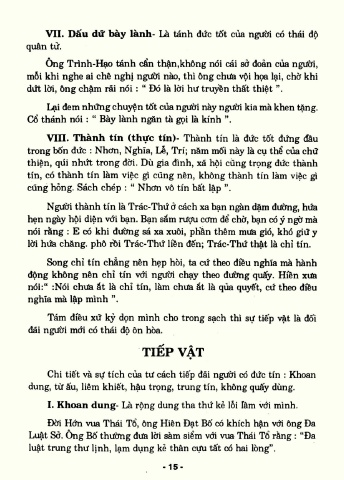 VII. Dấu dữ bày lành- Là tánh đức tốt của người có thái độ
quân tử.
Ông Trình-Hạo tánh cẩn thận,không nói cái sở đoản của người,
mỗi khi nghe ai chê nghị người nào, thì ông chưa vội họa lại, chờ khi
dứt lời, ông chậm rãi nói : “ Đó là lời hư truyền thất thiệt ”.
Lại đem những chuyện tốt của người này người kia mà khen tặng.
Cổ thánh nói : “ Bày lành ngăn tà gọi là kính ”.
VIII. Thành tín (thực tín)- Thành tín là đức tốt đứng đầu
trong bốn đức : Nhơn, Nghĩa, Lễ, Trí; năm mối này là cụ thể của chữ
thiện, qui nhứt trong đời. Dù gia đình, xã hội cũng trọng đức thành
tín, có thành tín làm việc gì cũng nên, không thành tín làm việc gì
cũng hỏng. Sách chép : “ Nhơn vô tín bất lập ”.
Người thành tín là Trác-Thứ ở cách xa bạn ngàn dặm đường, hứa
hẹn ngày hội diện với bạn. Bạn sắm rượu cơm để chờ, bạn có ý ngờ mà
nói rằng : E có khi đường sá xa xuôi, phần thêm mưa gió, khó giữ y
lời hứa chăng. phô rồi Trác-Thứ liền đến; Trác-Thứ thật là chỉ tín.
Song chỉ tín chẳng nên hẹp hòi, ta cứ theo điều nghĩa mà hành
động không nên chỉ tín với người chạy theo đường quấy. Hiền xưa
nói:“ :Nói chưa ắt là chỉ tín, làm chưa ắt là qủa quyết, cứ theo điều
nghĩa mà lập mình ”.
Tám điều xử kỷ dọn mình cho trong sạch thì sự tiếp vật là đối
đãi người mới có thái độ ôn hòa.
TIẾP VẬT
Chi tiết và sự tích của tư cách tiếp đãi người có đức tín : Khoan
dung, từ ấu, liêm khiết, hậu trọng, trung tín, không quấy dùng.
I. Khoan dung- Là rộng dung tha thứ kẻ lỗi lầm với mình.
Đời Hớn vua Thái Tổ, ông Hiên Đạt Bố có khích hận với ông Đa
Luật Sở. Ông Bố thường đưa lời sàm siểm với vua Thái Tổ rằng : “Đa
luật trung thư lịnh, lạm dụng kẻ thân cựu tất có hai lòng”.
- 15 -